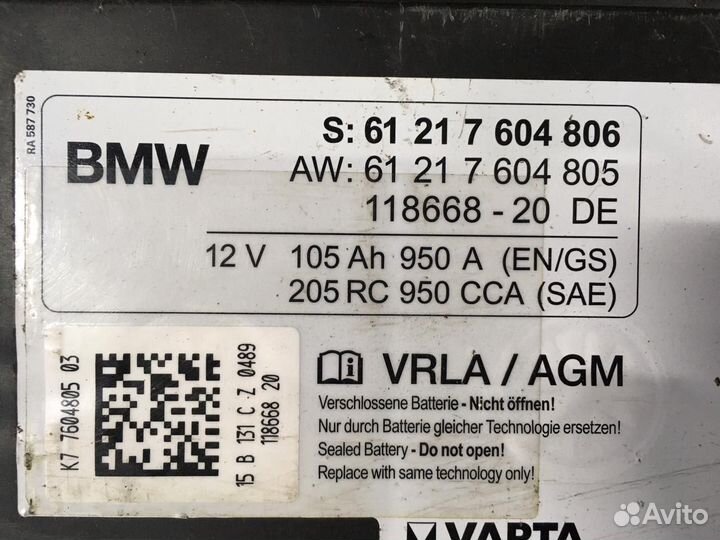 RA 587 730
BMW
S: 61 21 7 604 806
AW: 61 21 7 604 805
118668 - 20 DE
12 V 105 Ah 950 A (EN/GS)
205 RC 950 CCA (SAE)
K7 7604805 03
15 B 131 C Z 0489
118668 20
VRLA / AGM
Verschlossene Batterie - Nicht öffnen!
Nur durch Batterie gleicher Technologie ersetzen!
Sealed Battery - Do not open!
Replace with same technology only!
VARTA
Avito